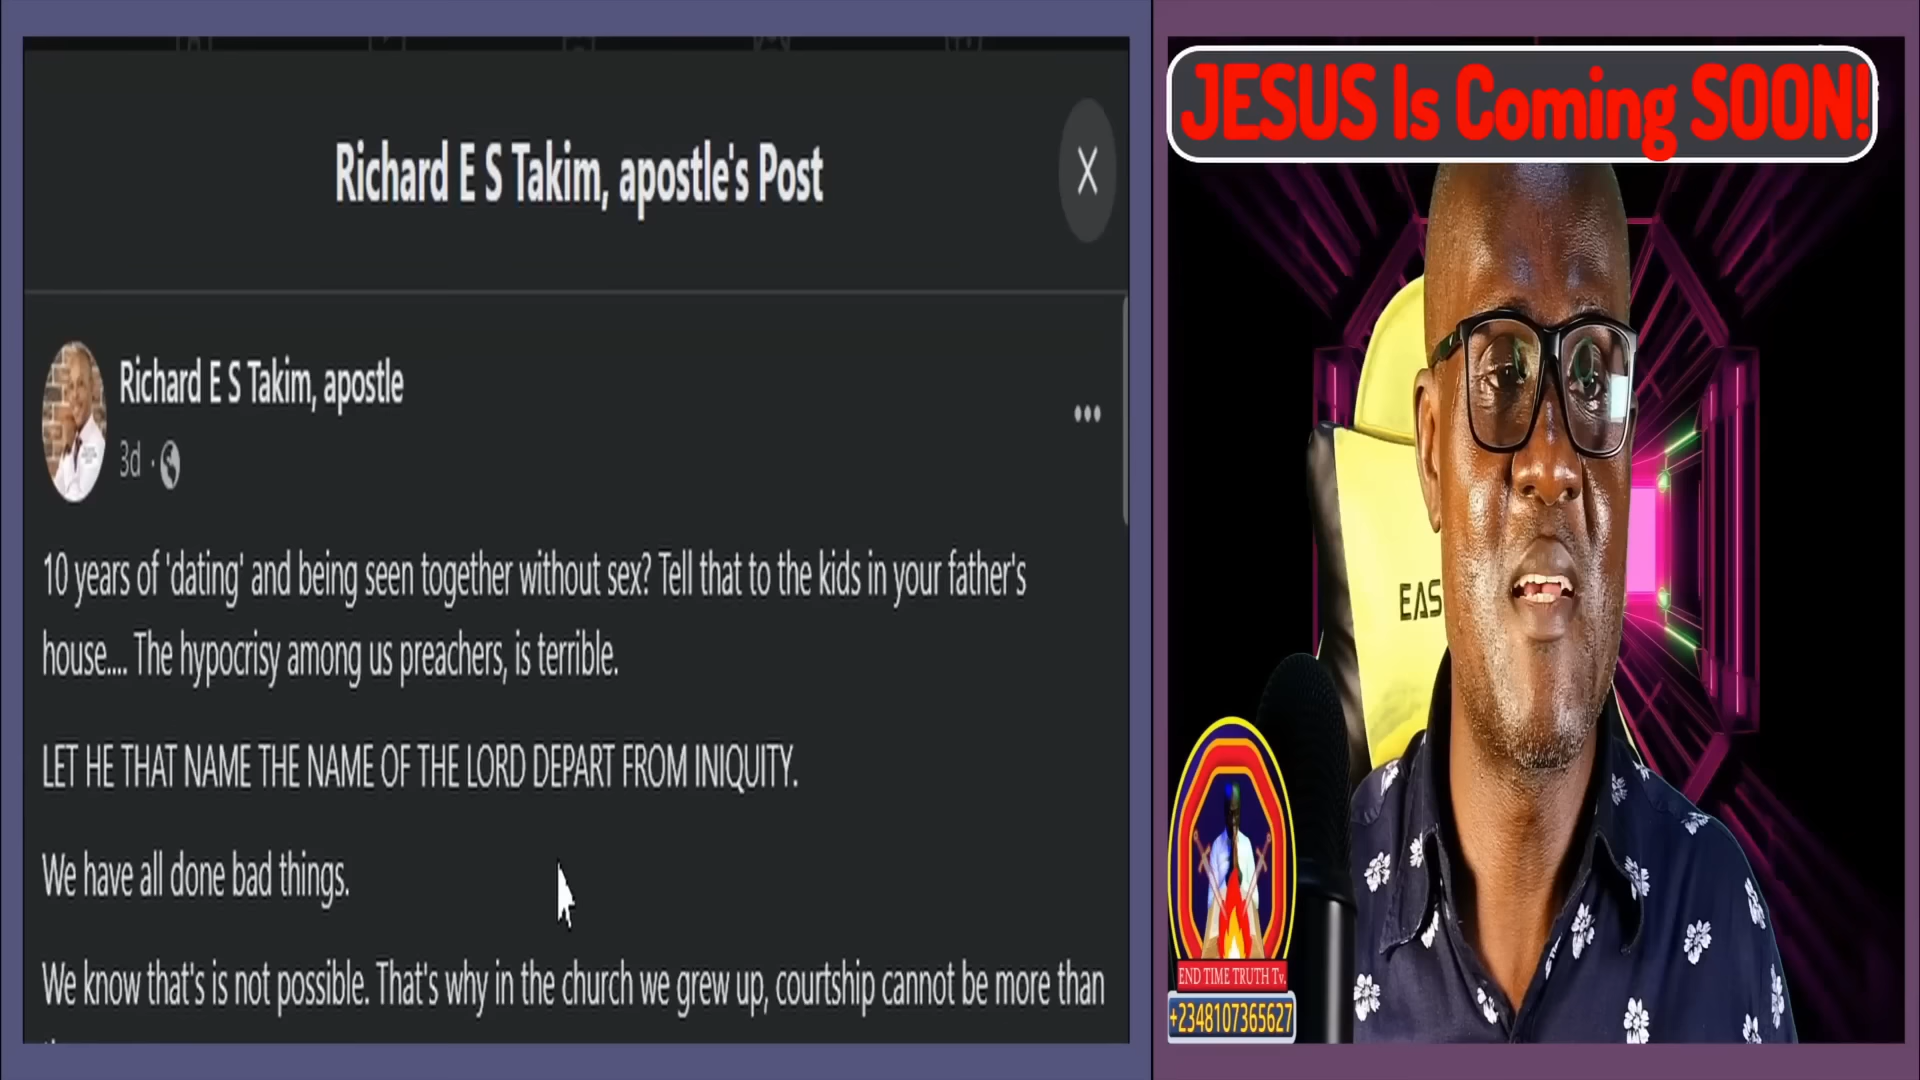 Richard E S Takim, apostle's Post
X
Richard E S Takim, apostle
3d ·
10 years of 'dating' and being seen together without sex? Tell that to the kids in your father's
house.... The hypocrisy among us preachers, is terrible.
LET HE THAT NAME THE NAME OF THE LORD DEPART FROM INIQUITY.
We have all done bad things.
We know that's is not possible. That's why in the church we grew up, courtship cannot be more than
JESUS Is Coming SOON!
EAS
END TIME TRUTH Tv.
+2348107365627